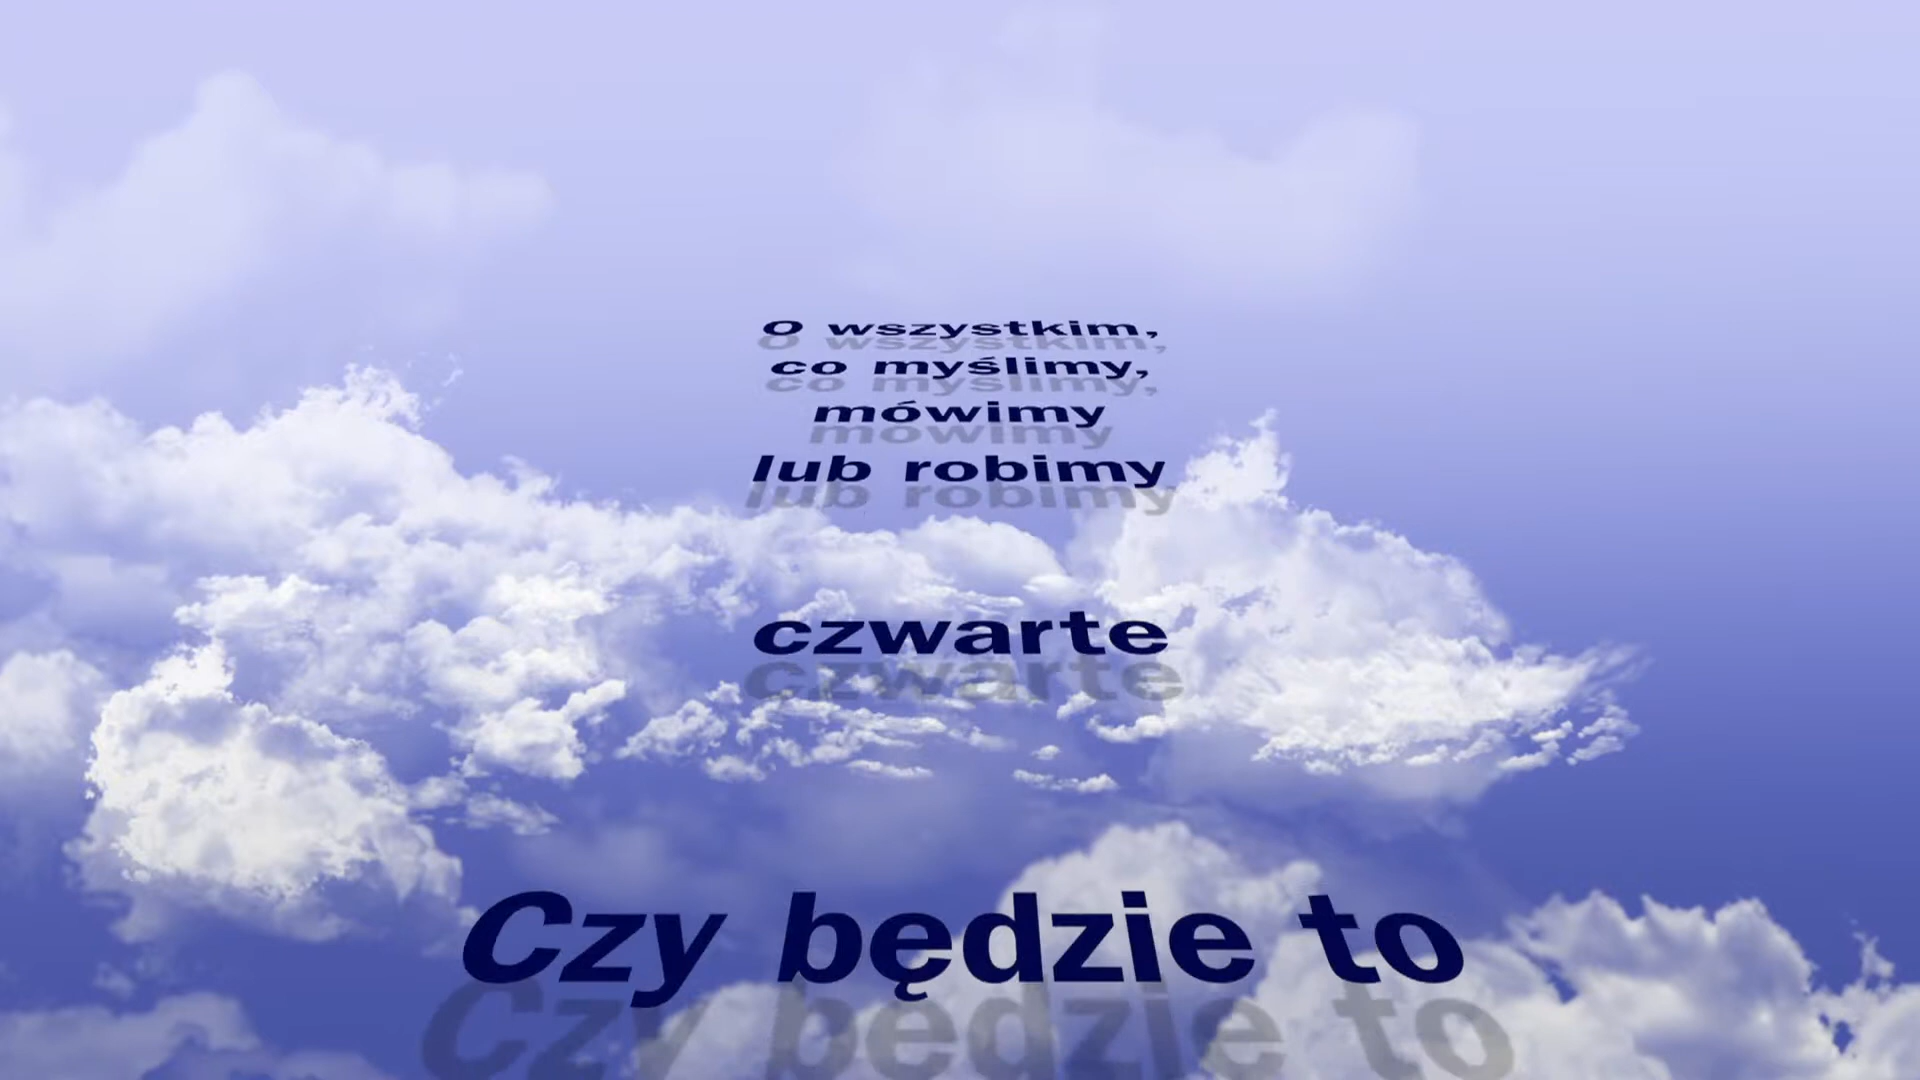 O wszystkim,
co myślimy,
mówimy
lub robimy
czwarte
Czy będzie to